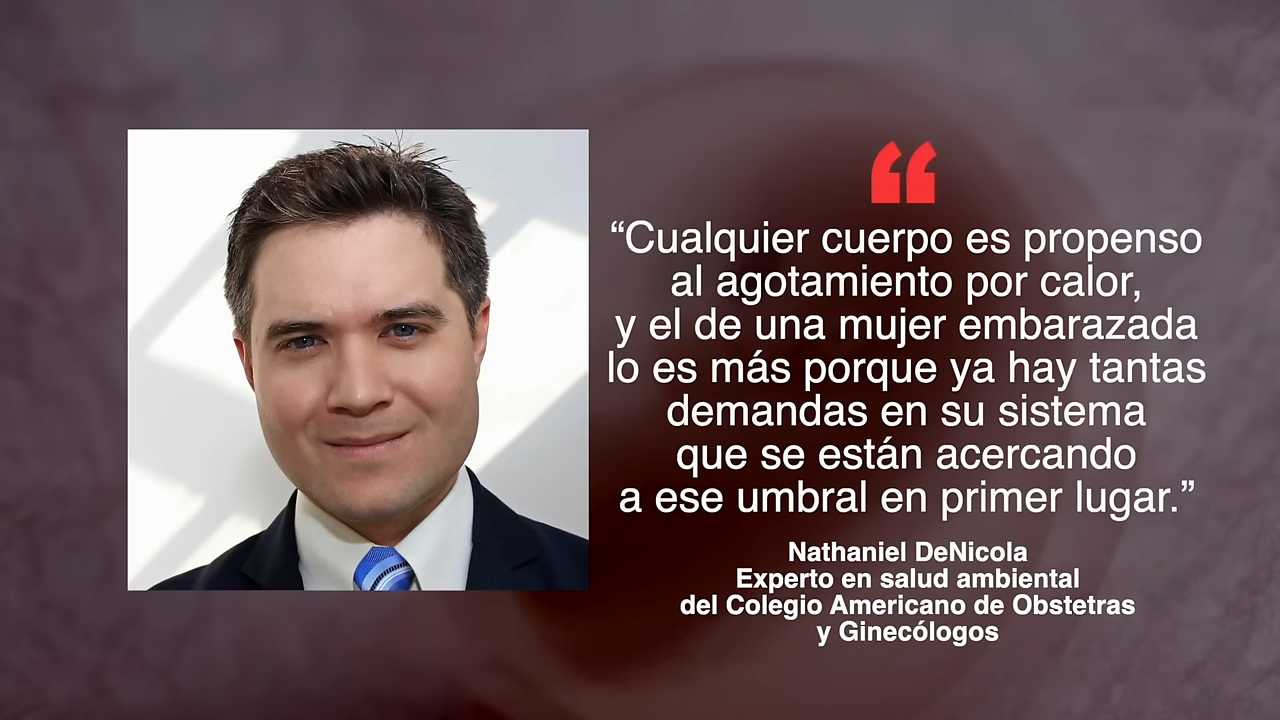 “Cualquier cuerpo es propenso
al agotamiento por calor,
y el de una mujer embarazada
lo es más porque ya hay tantas
demandas en su sistema
que se están acercando
a ese umbral en primer lugar.”
Nathaniel DeNicola
Experto en salud ambiental
del Colegio Americano de Obstetras
y Ginecólogos